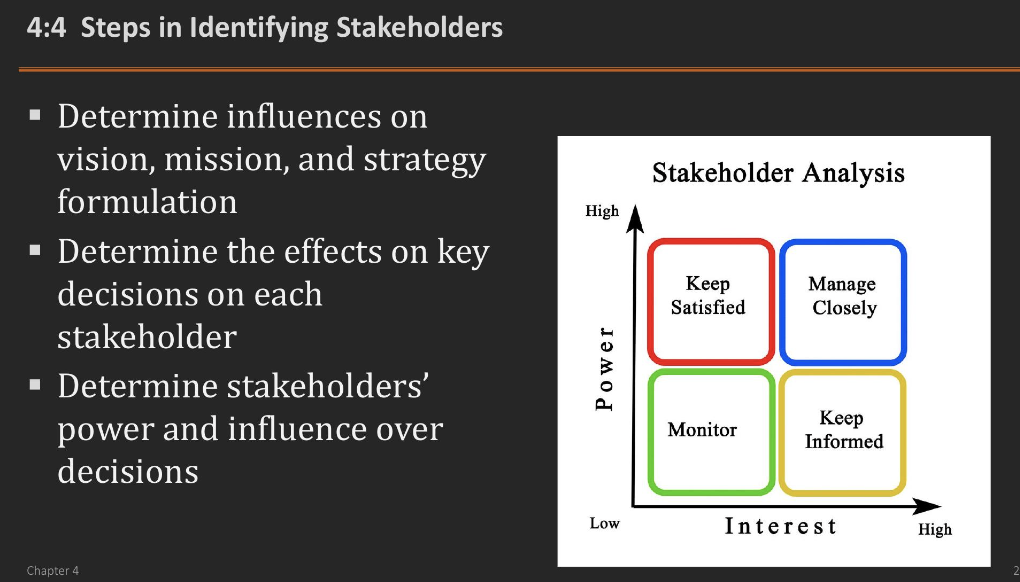 4:4 Steps in Identifying Stakeholders
▪ Determine influences on
vision, mission, and strategy
formulation
▪ Determine the effects on key
decisions on each
stakeholder
▪ Determine stakeholders’
power and influence over
decisions
Stakeholder Analysis
High
Keep
Satisfied
Manage
Closely
Power
Monitor
Keep
Informed
Low
Interest
High
Chapter 4
2